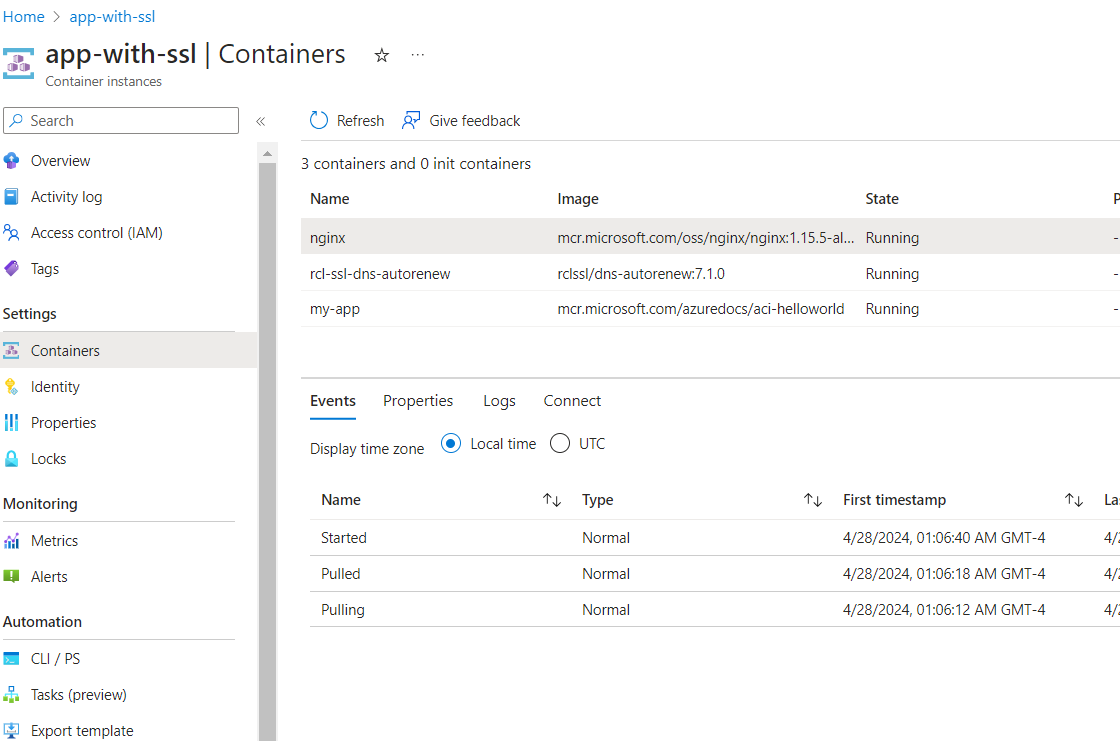 Home > app-with-ssl
app-with-ssl | Containers
Container instances
Search
Overview
Activity log
Access control (IAM)
Tags
Settings
Containers
Identity
Properties
Locks
Monitoring
Metrics
Alerts
Automation
CLI / PS
Tasks (preview)
Export template
Refresh Give feedback
3 containers and 0 init containers
Name Image State P
nginx mcr.microsoft.com/oss/nginx/nginx:1.15.5-al... Running -
rcl-ssl-dns-autorenew rclssl/dns-autorenew:7.1.0 Running -
my-app mcr.microsoft.com/azuredocs/aci-helloworld Running -
Events Properties Logs Connect
Display time zone Local time UTC
Name Type First timestamp La
Started Normal 4/28/2024, 01:06:40 AM GMT-4 4/
Pulled Normal 4/28/2024, 01:06:18 AM GMT-4 4/
Pulling Normal 4/28/2024, 01:06:12 AM GMT-4 4/